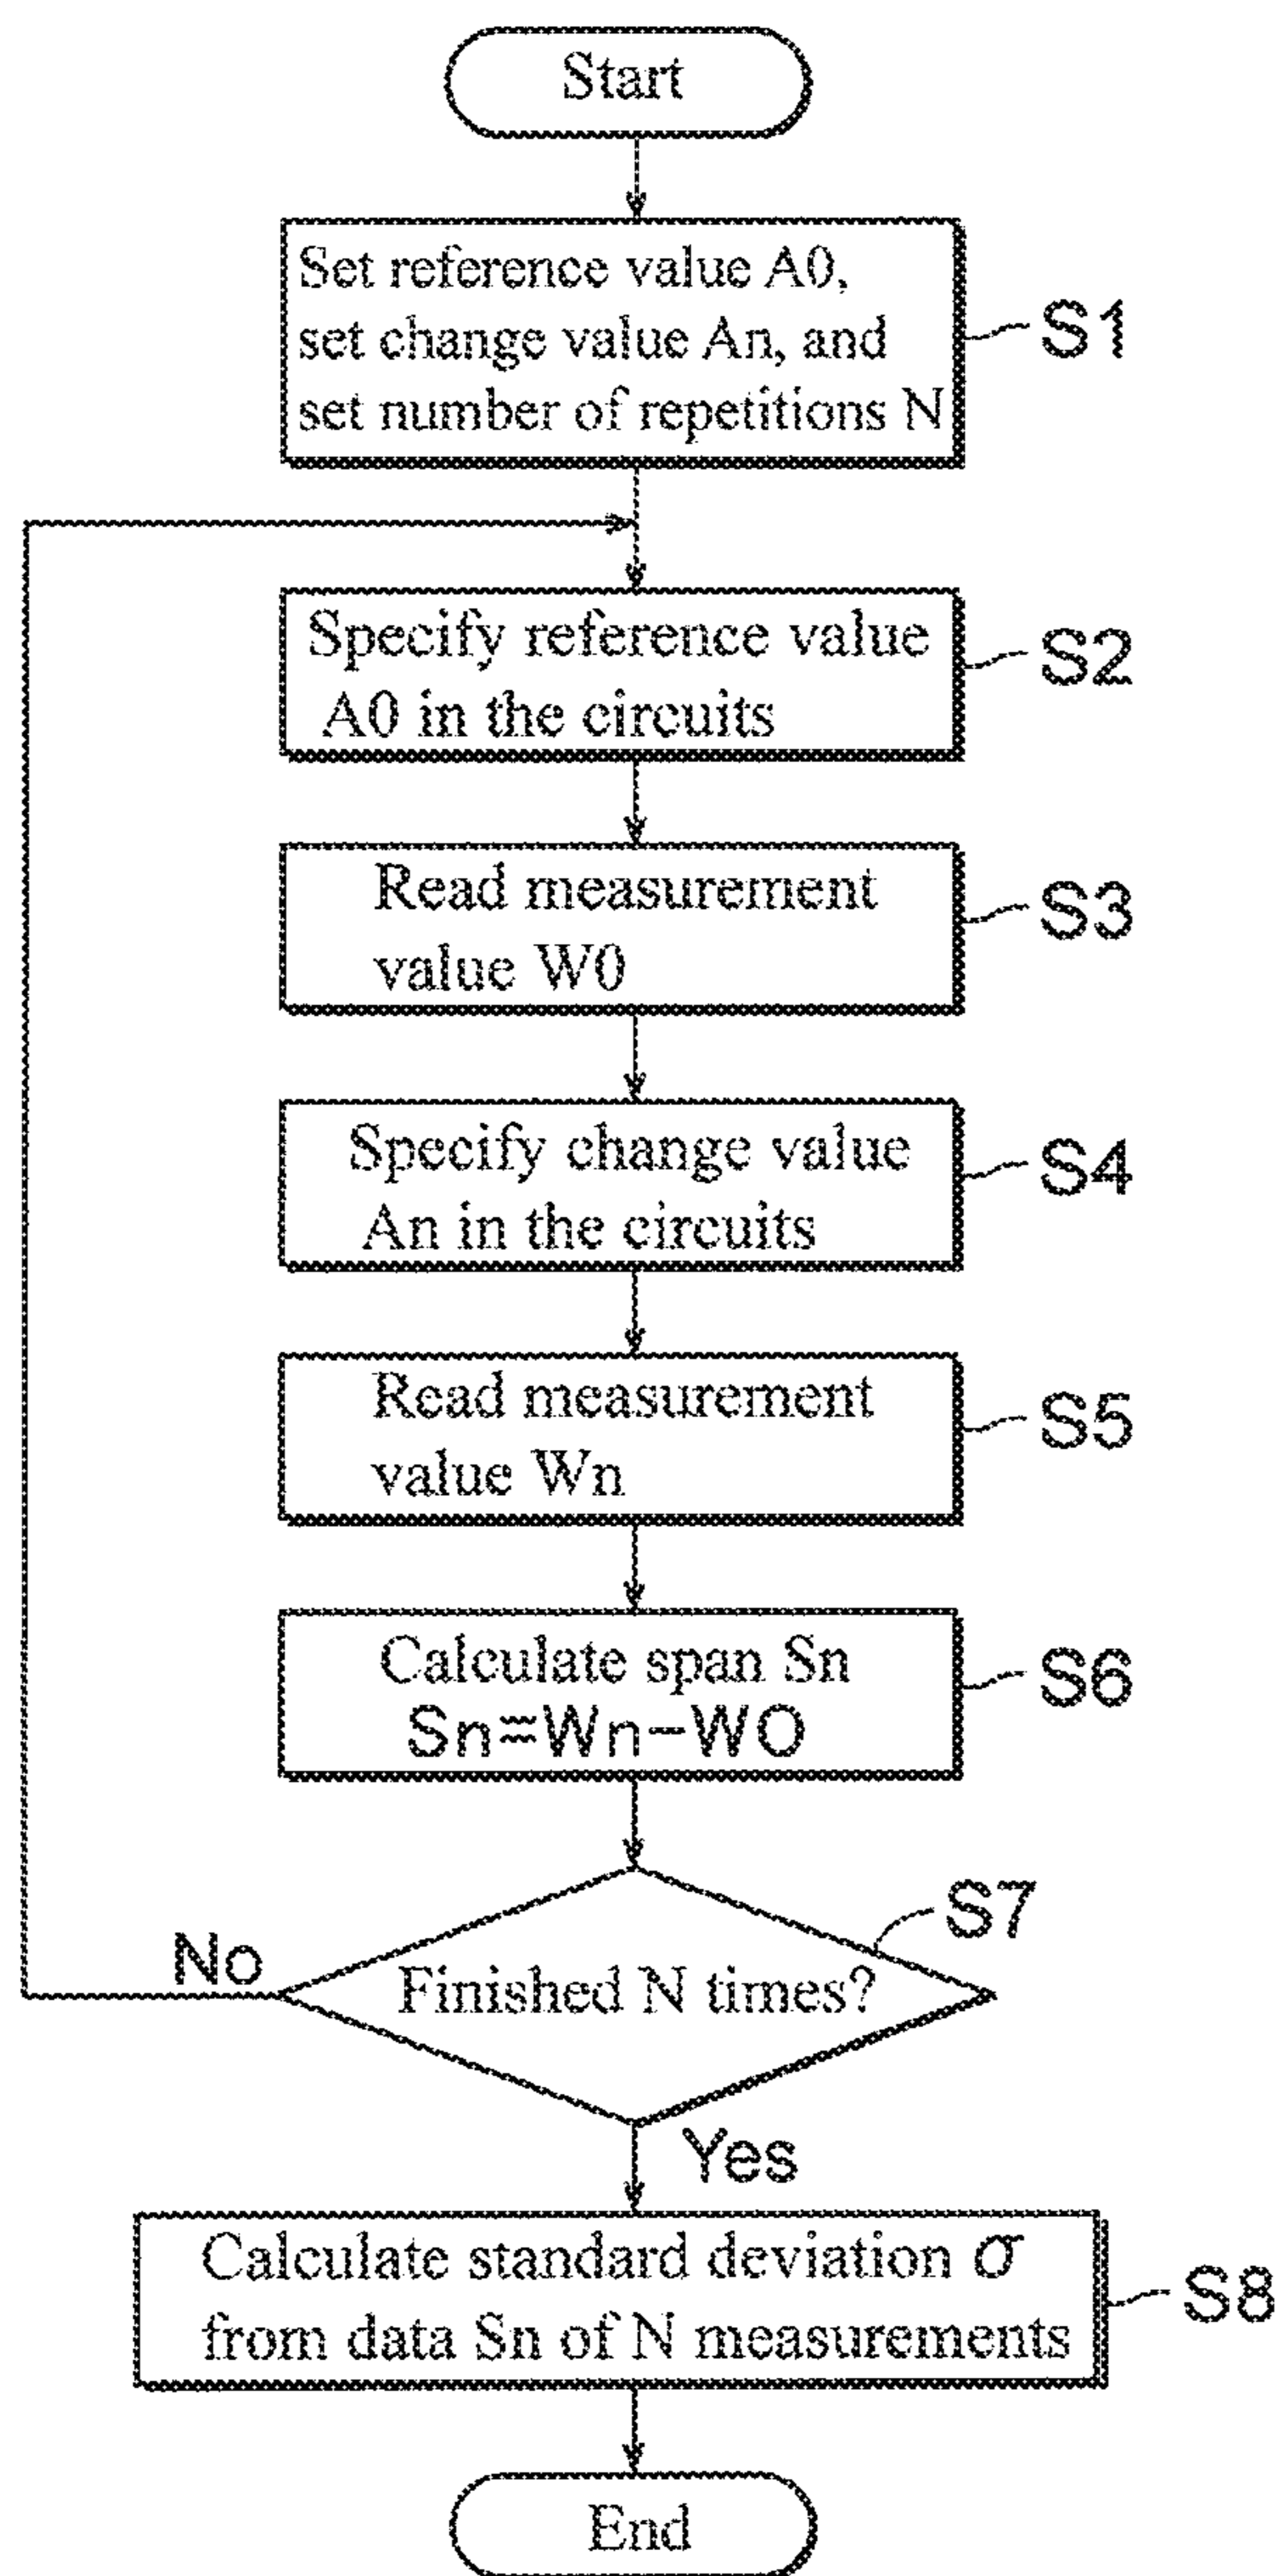 Start
Set reference value A0,
set change value An, and
set number of repetitions N
S1
Specify reference value
A0 in the circuits
S2
Read measurement
value W0
S3
Specify change value
An in the circuits
S4
Read measurement
value Wn
S5
Calculate span Sn
Sn=Wn-W0
S6
S7
No
Finished N times?
Yes
Calculate standard deviation σ
from data Sn of N measurements
S8
End